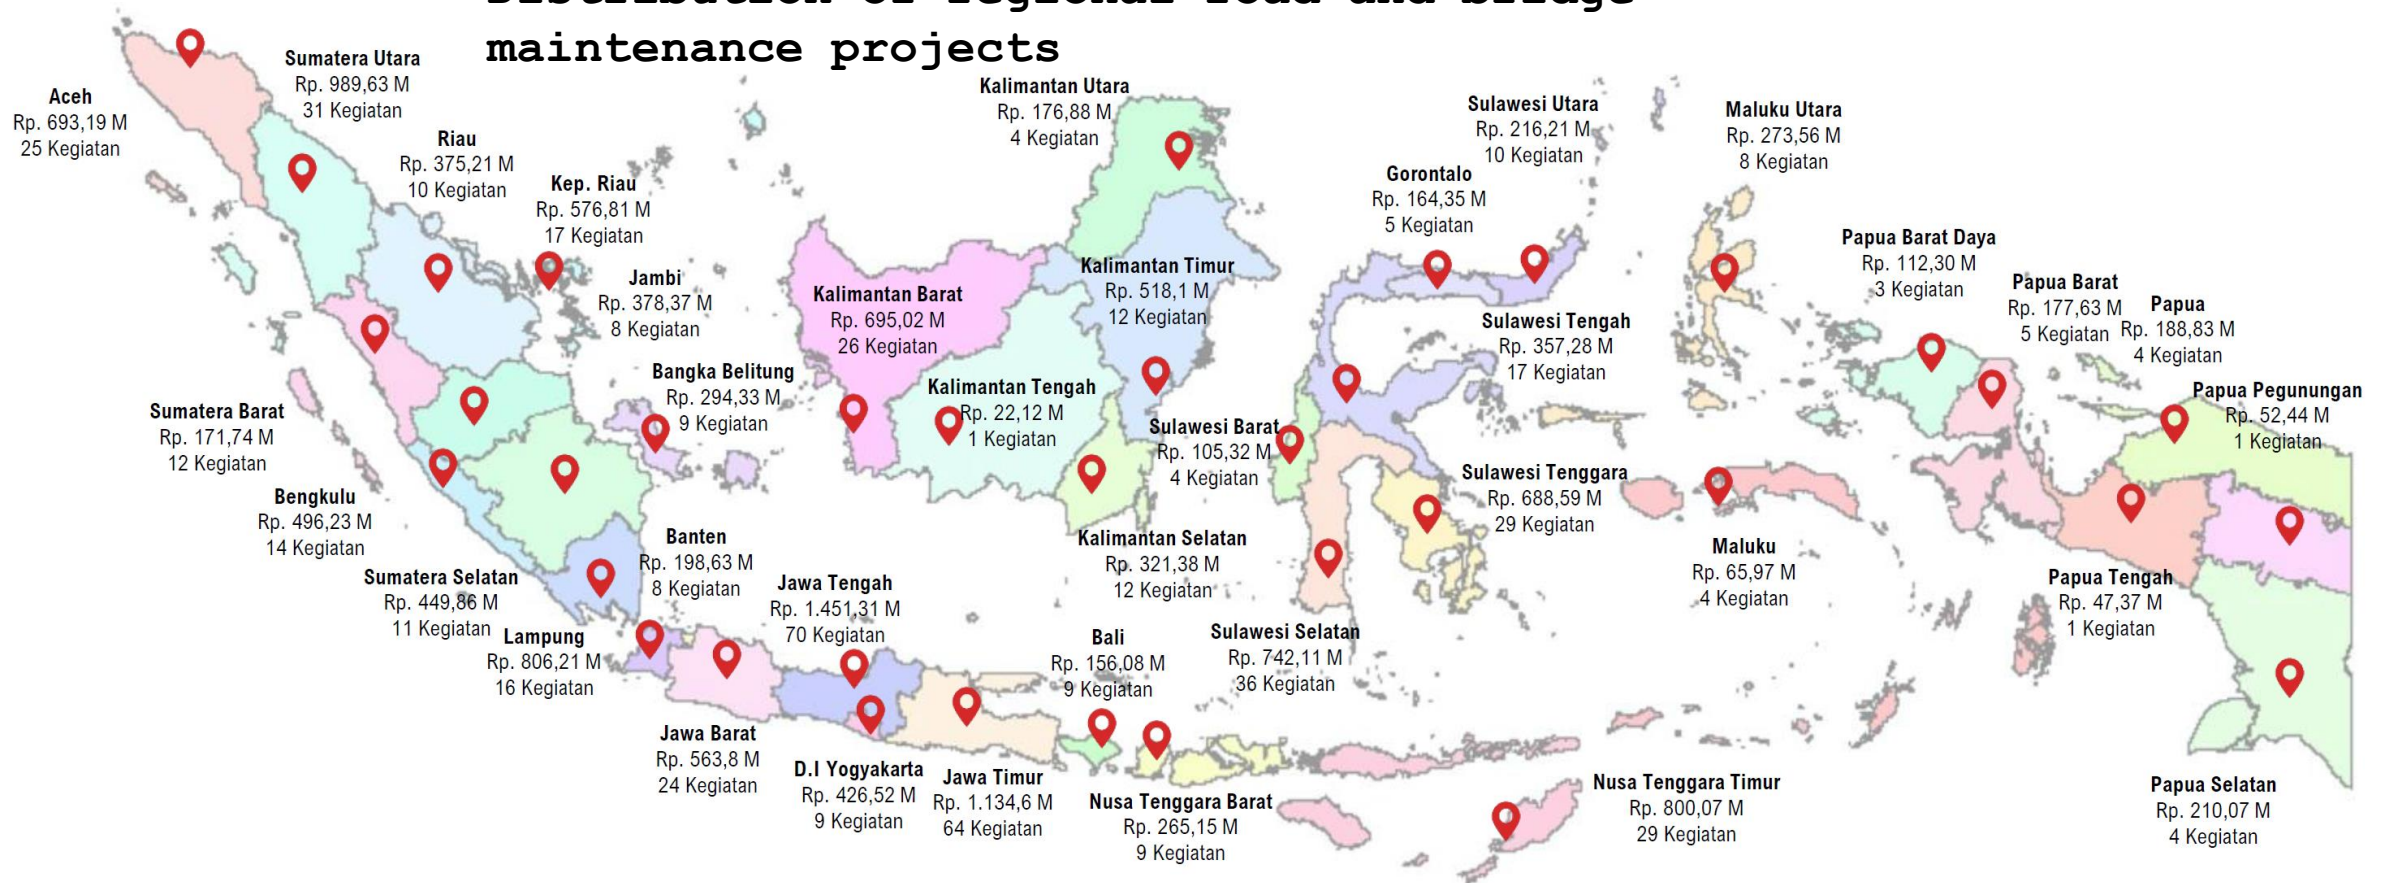 Distribution of regional road and bridge
maintenance projects
Aceh
Rp. 693,19 M
25 Kegiatan
Sumatera Utara
Rp. 989,63 M
31 Kegiatan
Riau
Rp. 375,21 M
10 Kegiatan
Kep. Riau
Rp. 576,81 M
17 Kegiatan
Jambi
Rp. 378,37 M
8 Kegiatan
Bangka Belitung
Rp. 294,33 M
9 Kegiatan
Sumatera Barat
Rp. 171,74 M
12 Kegiatan
Bengkulu
Rp. 496,23 M
14 Kegiatan
Sumatera Selatan
Rp. 449,86 M
11 Kegiatan
Lampung
Rp. 806,21 M
16 Kegiatan
Banten
Rp. 198,63 M
8 Kegiatan
Jawa Barat
Rp. 563,8 M
24 Kegiatan
Jawa Tengah
Rp. 1.451,31 M
70 Kegiatan
D.I Yogyakarta
Rp. 426,52 M
9 Kegiatan
Jawa Timur
Rp. 1.134,6 M
64 Kegiatan
Bali
Rp. 156,08 M
9 Kegiatan
Nusa Tenggara Barat
Rp. 265,15 M
9 Kegiatan
Nusa Tenggara Timur
Rp. 800,07 M
29 Kegiatan
Kalimantan Utara
Rp. 176,88 M
4 Kegiatan
Kalimantan Barat
Rp. 695,02 M
26 Kegiatan
Kalimantan Timur
Rp. 518,1 M
12 Kegiatan
Kalimantan Tengah
Rp. 22,12 M
1 Kegiatan
Kalimantan Selatan
Rp. 321,38 M
12 Kegiatan
Sulawesi Utara
Rp. 216,21 M
10 Kegiatan
Gorontalo
Rp. 164,35 M
5 Kegiatan
Sulawesi Tengah
Rp. 357,28 M
17 Kegiatan
Sulawesi Barat
Rp. 105,32 M
4 Kegiatan
Sulawesi Tenggara
Rp. 688,59 M
29 Kegiatan
Sulawesi Selatan
Rp. 742,11 M
36 Kegiatan
Maluku Utara
Rp. 273,56 M
8 Kegiatan
Maluku
Rp. 65,97 M
4 Kegiatan
Papua Barat Daya
Rp. 112,30 M
3 Kegiatan
Papua Barat
Rp. 177,63 M
5 Kegiatan
Papua
Rp. 188,83 M
4 Kegiatan
Papua Pegunungan
Rp. 52,44 M
1 Kegiatan
Papua Tengah
Rp. 47,37 M
1 Kegiatan
Papua Selatan
Rp. 210,07 M
4 Kegiatan